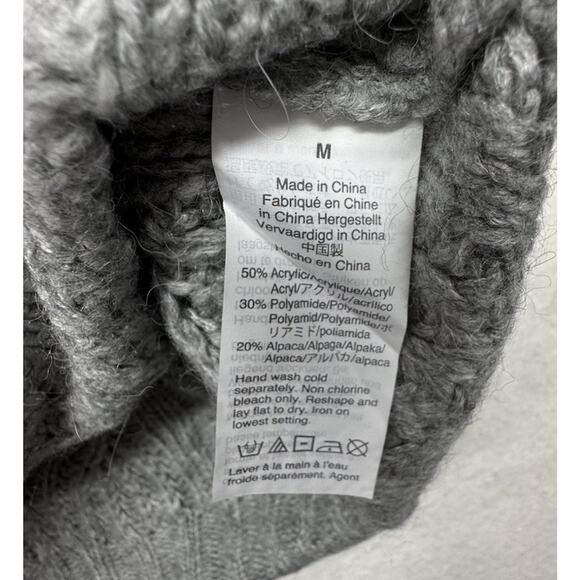 M
Made in China
Fabriqué en Chine
in China Hergestellt
Vervaardigd in China
中国製
Hecho en China
50% Acrylic/Acrylique/Acryl/
Acryl/アクリル/acrílico
30% Polyamide/Polyamide/
Polyamid/Polyamide/ポ
リアミド/poliamida
20% Alpaca/Alpaga/Alpaka/
Alpaca/アルパカ/alpaca
Hand wash cold
separately. Non chlorine
bleach only. Reshape and
lay flat to dry. Iron on
lowest setting.
Laver à la main à l'eau
froide séparément. Agent